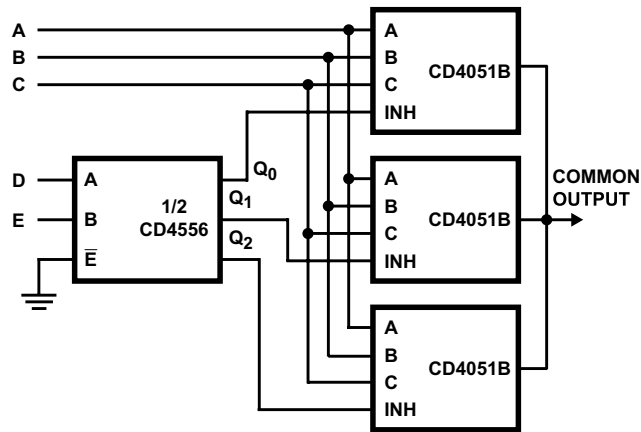 A
B
C
A
B
C
INH
CD4051B
D
E
A
B
E̅
1/2
CD4556
Q0
Q1
Q2
A
B
C
INH
CD4051B
COMMON
OUTPUT
A
B
C
INH
CD4051B